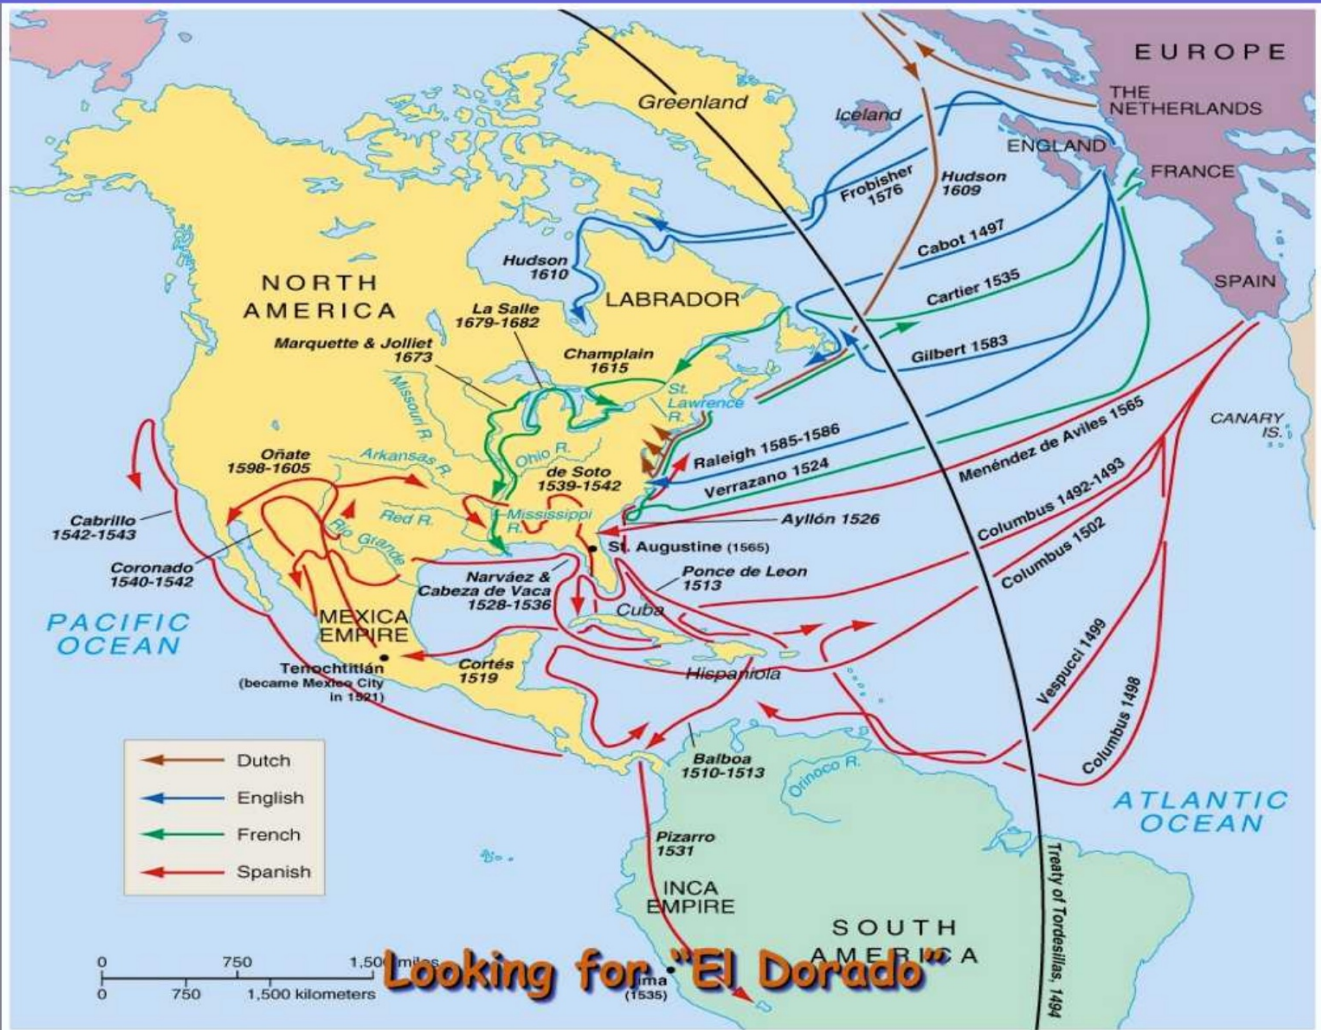 EUROPE
Greenland
Iceland
THE
NETHERLANDS
ENGLAND
FRANCE
Frobisher
1576
Hudson
1609
Cabot 1497
Hudson
1610
NORTH
AMERICA
LABRADOR
Cartier 1535
SPAIN
La Salle
1679-1682
Marquette & Jolliet
1673
Champlain
1615
Gilbert 1583
St.
Lawrence
R.
Missouri R.
CANARY
IS.
Oñate
1598-1605
Arkansas R.
Ohio R.
de Soto
1539-1542
Raleigh 1585-1586
Menéndez de Aviles 1565
Verrazano 1524
Cabrillo
1542-1543
Red R.
Mississippi
R.
Ayllón 1526
Columbus 1492-1493
Rio Grande
St. Augustine (1565)
Columbus 1502
Coronado
1540-1542
Narváez &
Cabeza de Vaca
1528-1536
Ponce de Leon
1513
PACIFIC
OCEAN
MEXICA
EMPIRE
Cuba
Tenochtitlán
(became Mexico City
in 1521)
Cortés
1519
Hispaniola
Vespucci 1499
Columbus 1498
Balboa
1510-1513
Orinoco R.
ATLANTIC
OCEAN
Dutch
English
French
Spanish
Pizarro
1531
INCA
EMPIRE
SOUTH
AMERICA
Treaty of Tordesillas, 1494
0 750 1,500 miles
0 750 1,500 kilometers
Looking for "El Dorado"
(1535)